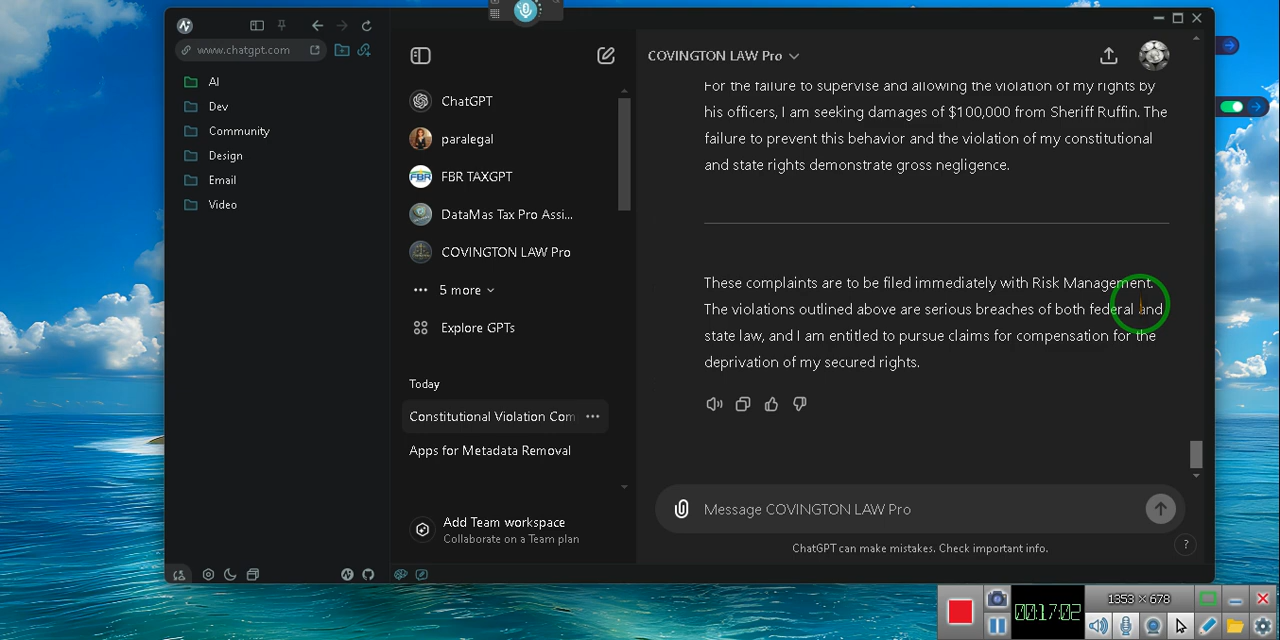 www.chatgpt.com
AI
Dev
Community
Design
Email
Video
ChatGPT
paralegal
FBR TAXGPT
DataMas Tax Pro Assi...
COVINGTON LAW Pro
5 more
Explore GPTs
Today
Constitutional Violation Com
Apps for Metadata Removal
Add Team workspace
Collaborate on a Team plan
COVINGTON LAW Pro
For the failure to supervise and allowing the violation of my rights by
his officers, I am seeking damages of $100,000 from Sheriff Ruffin. The
failure to prevent this behavior and the violation of my constitutional
and state rights demonstrate gross negligence.
These complaints are to be filed immediately with Risk Management.
The violations outlined above are serious breaches of both federal and
state law, and I am entitled to pursue claims for compensation for the
deprivation of my secured rights.
Message COVINGTON LAW Pro
ChatGPT can make mistakes. Check important info.
?
00:17:02
1353 × 678